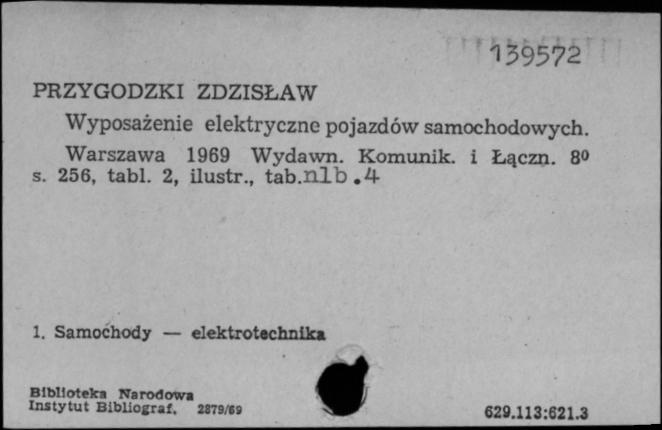 139572
PRZYGODZKI ZDZISŁAW
Wyposażenie elektryczne pojazdów samochodowych.
Warszawa 1969 Wydawn. Komunik. i Łączn. 8⁰
s. 256, tabl. 2, ilustr., tab.nlb.4
1. Samochody — elektrotechnika
Biblioteka Narodowa
Instytut Bibliograf. 2879/69
629.113:621.3